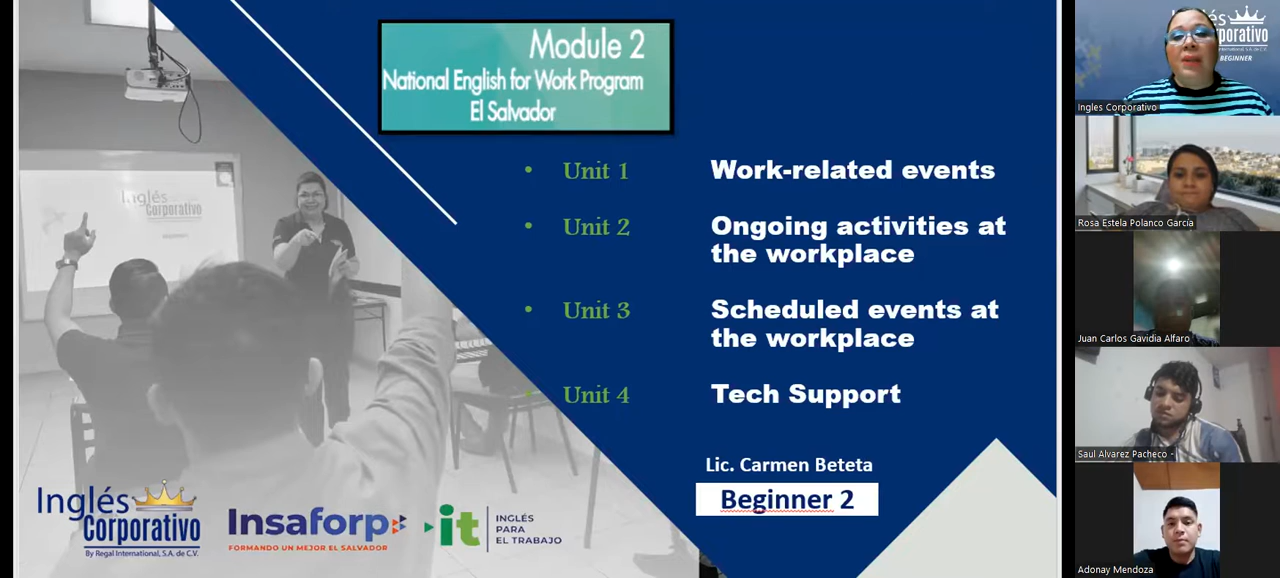 Module 2
National English for Work Program
El Salvador
• Unit 1 Work-related events
• Unit 2 Ongoing activities at
the workplace
• Unit 3 Scheduled events at
the workplace
• Unit 4 Tech Support
Lic. Carmen Beteta
Beginner 2
Inglés
Corporativo
Inglés
Corporativo
By Regal International, S.A. de C.V.
Insaforp
FORMANDO UN MEJOR EL SALVADOR
it
INGLÉS
PARA
EL TRABAJO
BEGINNER
Ingles Corporativo
Rosa Estela Polanco García
Juan Carlos Gavidia Alfaro
Saul Alvarez Pacheco -
Adonay Mendoza